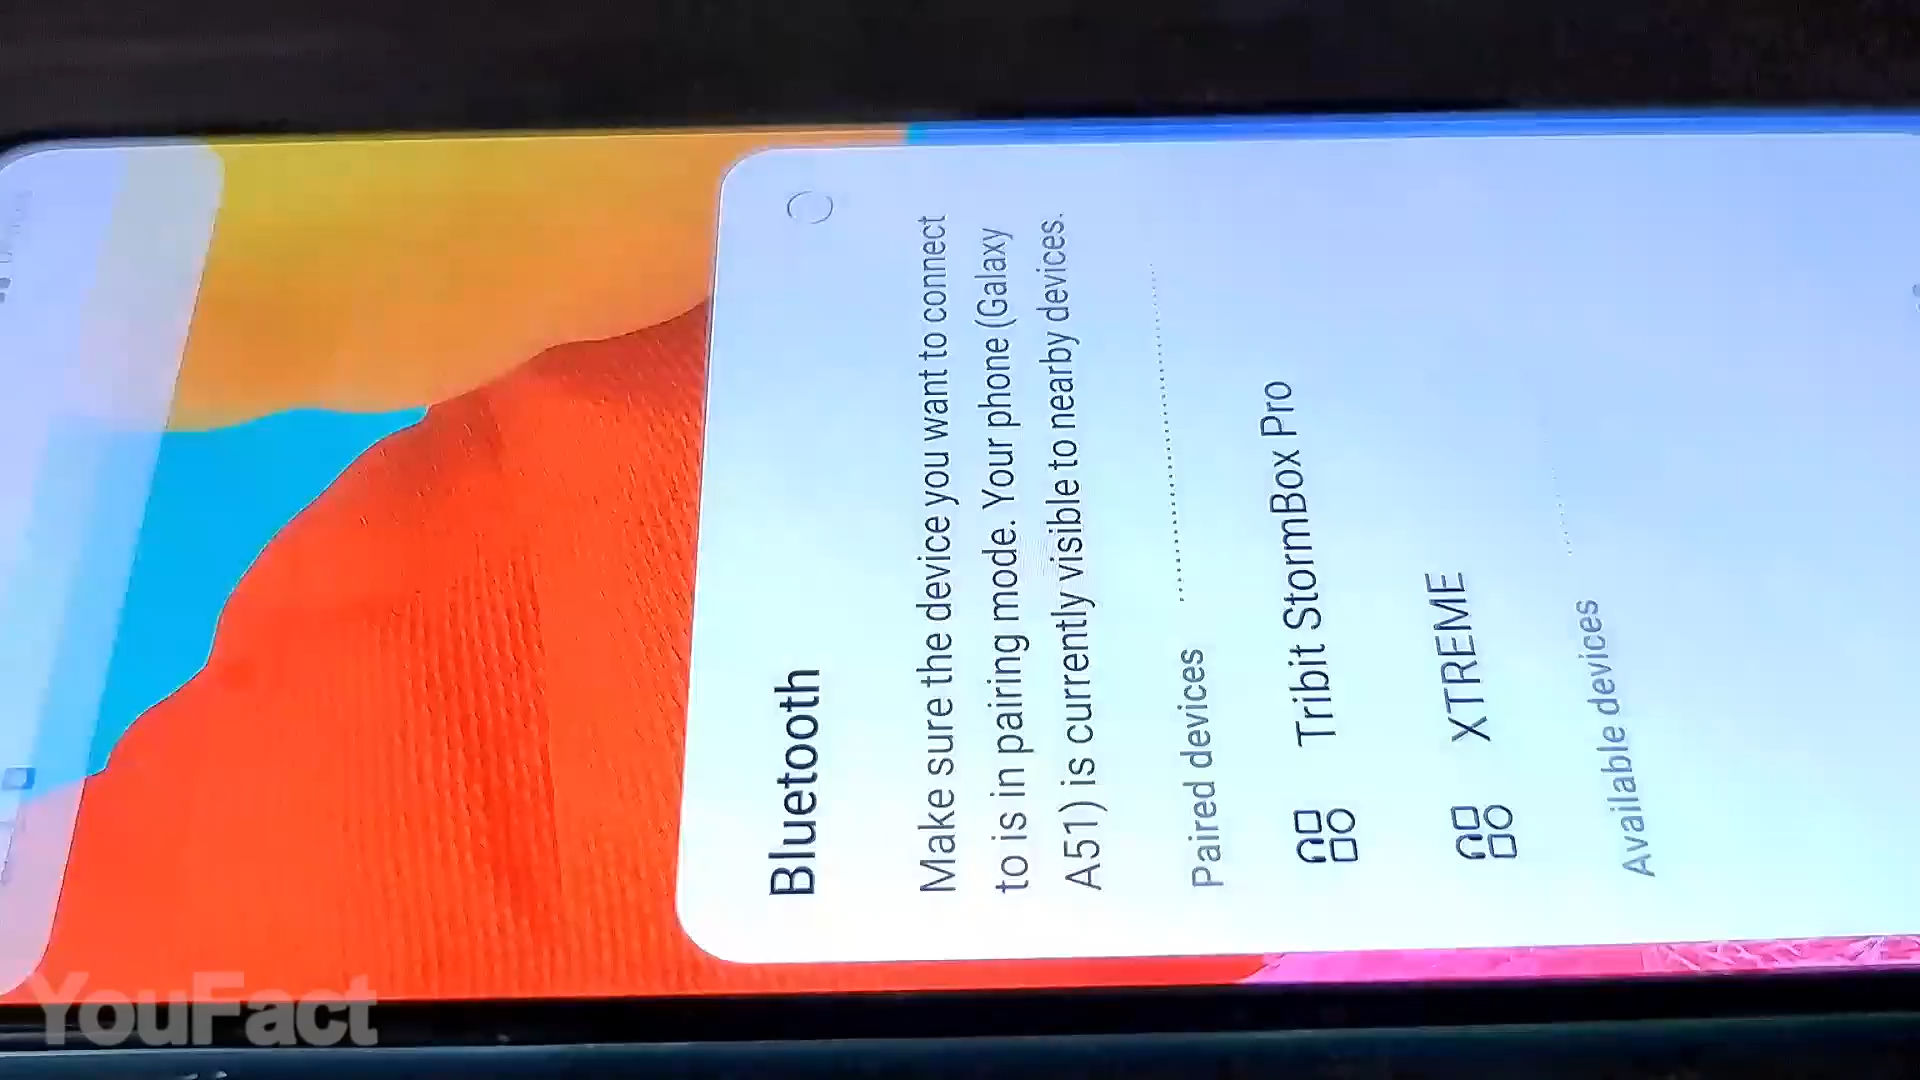 Bluetooth
Make sure the device you want to connect
to is in pairing mode. Your phone (Galaxy
A51) is currently visible to nearby devices.
Paired devices
Tribit StormBox Pro
XTREME
Available devices
YouFact